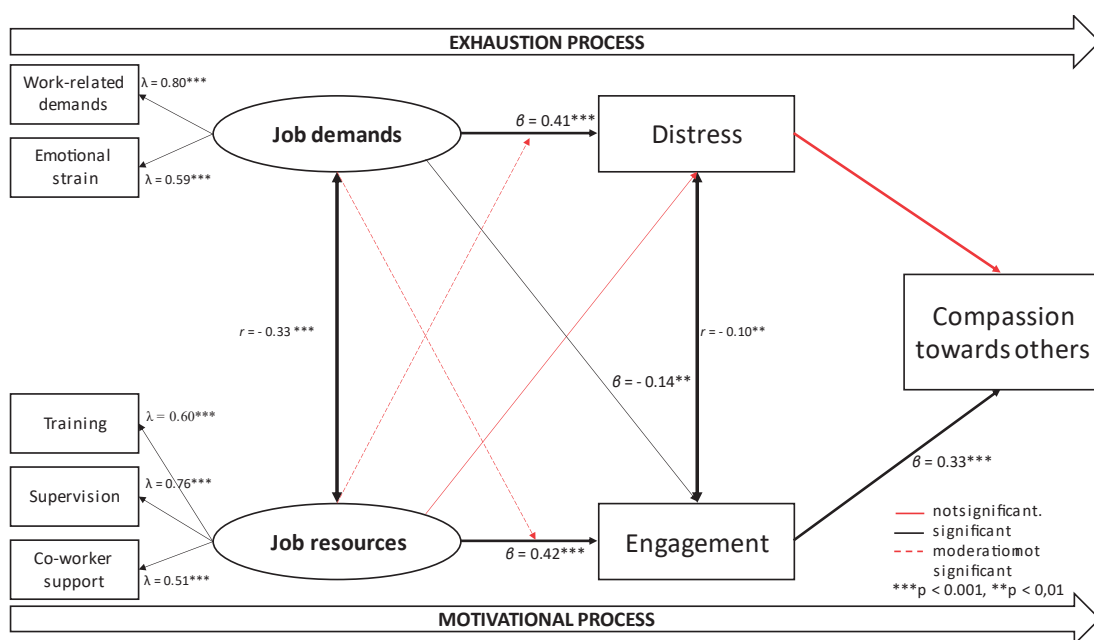 EXHAUSTION PROCESS
Work-related
demands
λ = 0.80***
Emotional
strain
λ = 0.59***
Job demands
β = 0.41***
Distress
r = - 0.33 ***
r = - 0.10**
β = - 0.14**
Compassion
towards others
Training
λ = 0.60***
Supervision
λ = 0.76***
Co-worker
support
λ = 0.51***
Job resources
β = 0.42***
Engagement
β = 0.33***
notsignificant.
significant
moderationnot
significant
***p < 0.001, **p < 0,01
MOTIVATIONAL PROCESS